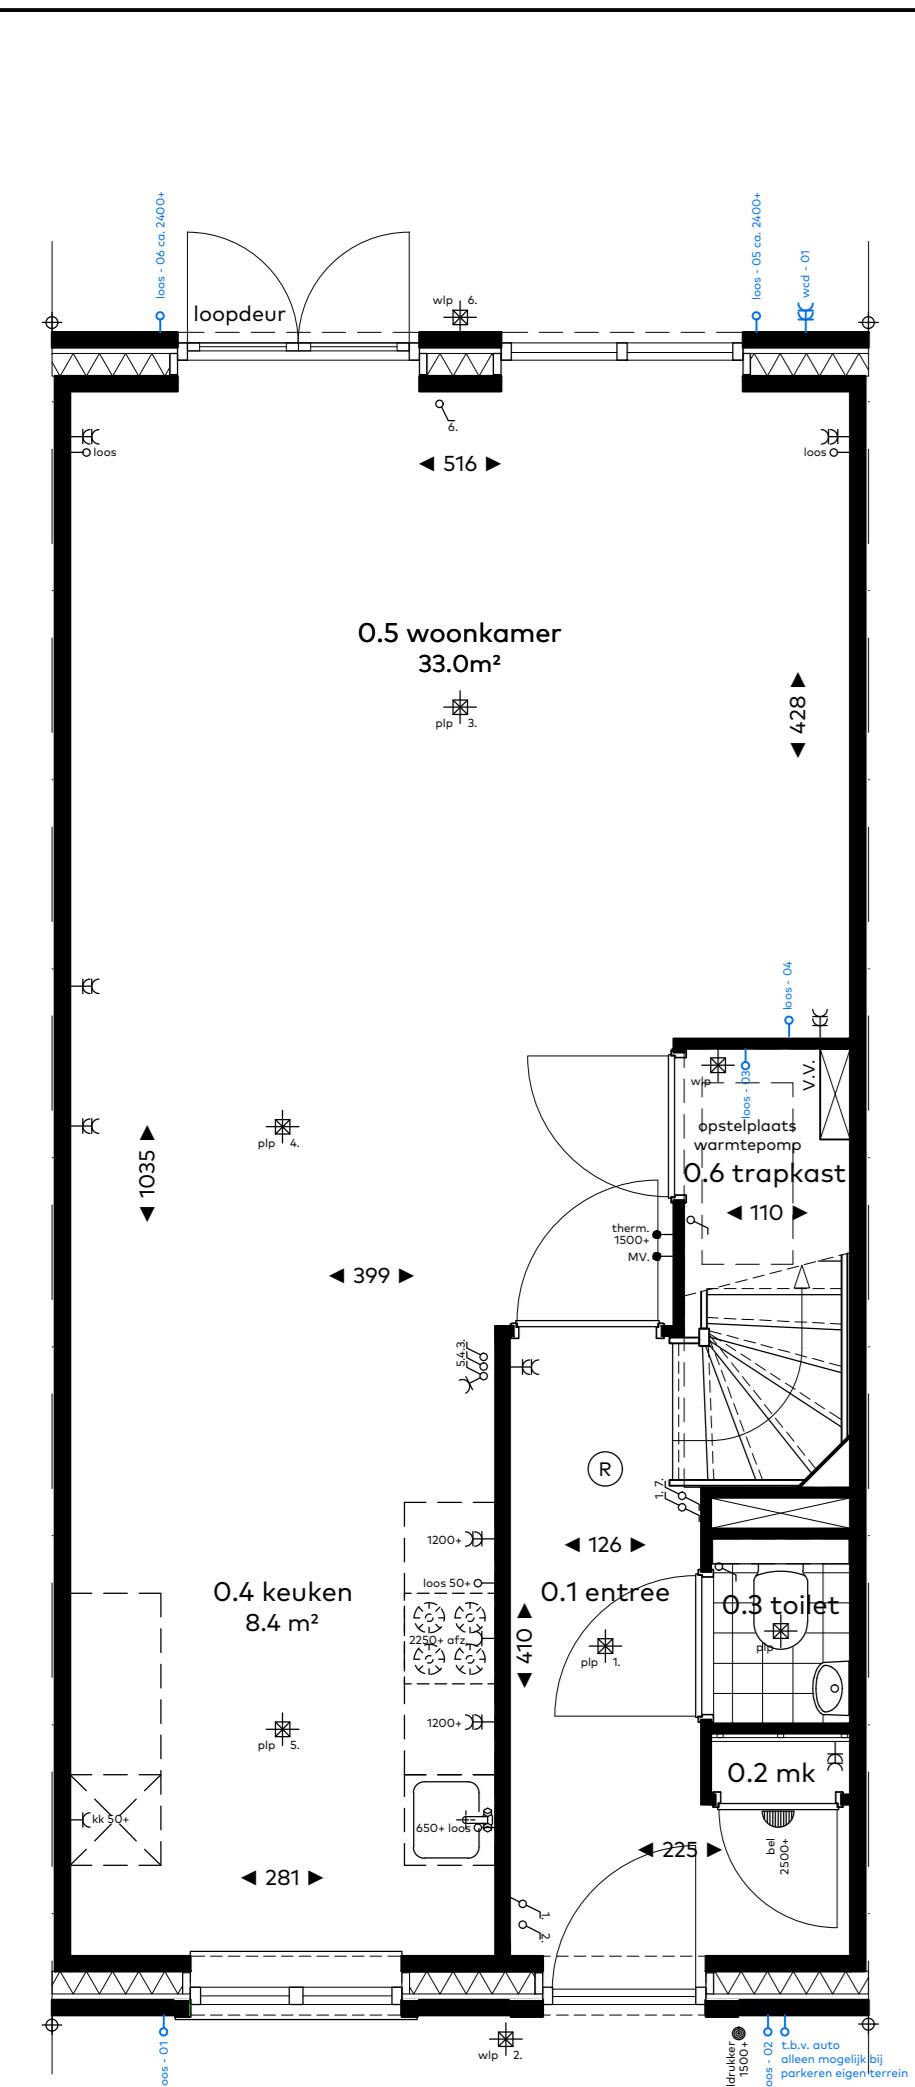 loos - 06 ca. 2400+
loos - 05 ca. 2400+
wcd - 01
loopdeur
wlp 6.
6.
loos
loos
516
0.5 woonkamer
33.0m²
plp 3.
428
loos - 04
wlp
loos - 03
V.V.
opstelplaats
warmtepomp
0.6 trapkast
110
plp 4.
1035
therm.
1500+
MV.
399
5.4.3.
R
1. 7.
1200+
126
loos 50+
0.4 keuken
8.4 m²
0.1 entree
0.3 toilet
2250+ afz.
410
plp 1.
plp
1200+
plp 5.
0.2 mk
kk 50+
650+ loos
bel
2500+
225
281
1.
2.
oos - 01
wlp 2.
ldrukker
1500+
oos - 02
t.b.v. auto
alleen mogelijk bij
parkeren eigen terrein